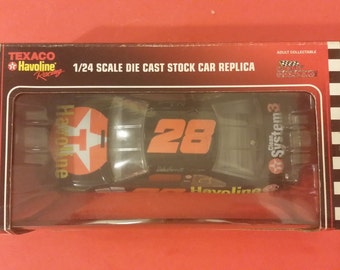 TEXACO
Havoline
Racing
1/24 SCALE DIE CAST STOCK CAR REPLICA
ADULT COLLECTIBLE
Havoline
28
System3
Havoline